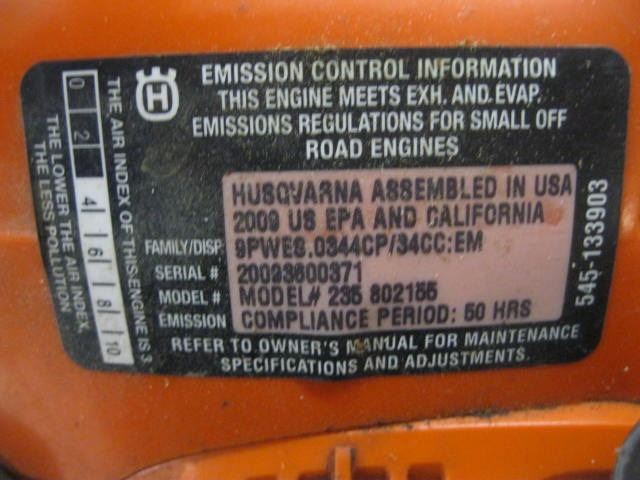 EMISSION CONTROL INFORMATION
THIS ENGINE MEETS EXH. AND EVAP.
EMISSIONS REGULATIONS FOR SMALL OFF
ROAD ENGINES
HUSQVARNA ASSEMBLED IN USA
2009 US EPA AND CALIFORNIA
FAMILY/DISP. 9PWES.0344CP/34CC:EM
SERIAL # 20093600371
MODEL # MODEL# 235 802155
EMISSION COMPLIANCE PERIOD: 50 HRS
REFER TO OWNER'S MANUAL FOR MAINTENANCE
SPECIFICATIONS AND ADJUSTMENTS.
545-133903
H
THE AIR INDEX OF THIS ENGINE IS 3
0 2 4 6 8 10
THE LOWER THE AIR INDEX,
THE LESS POLLUTION.